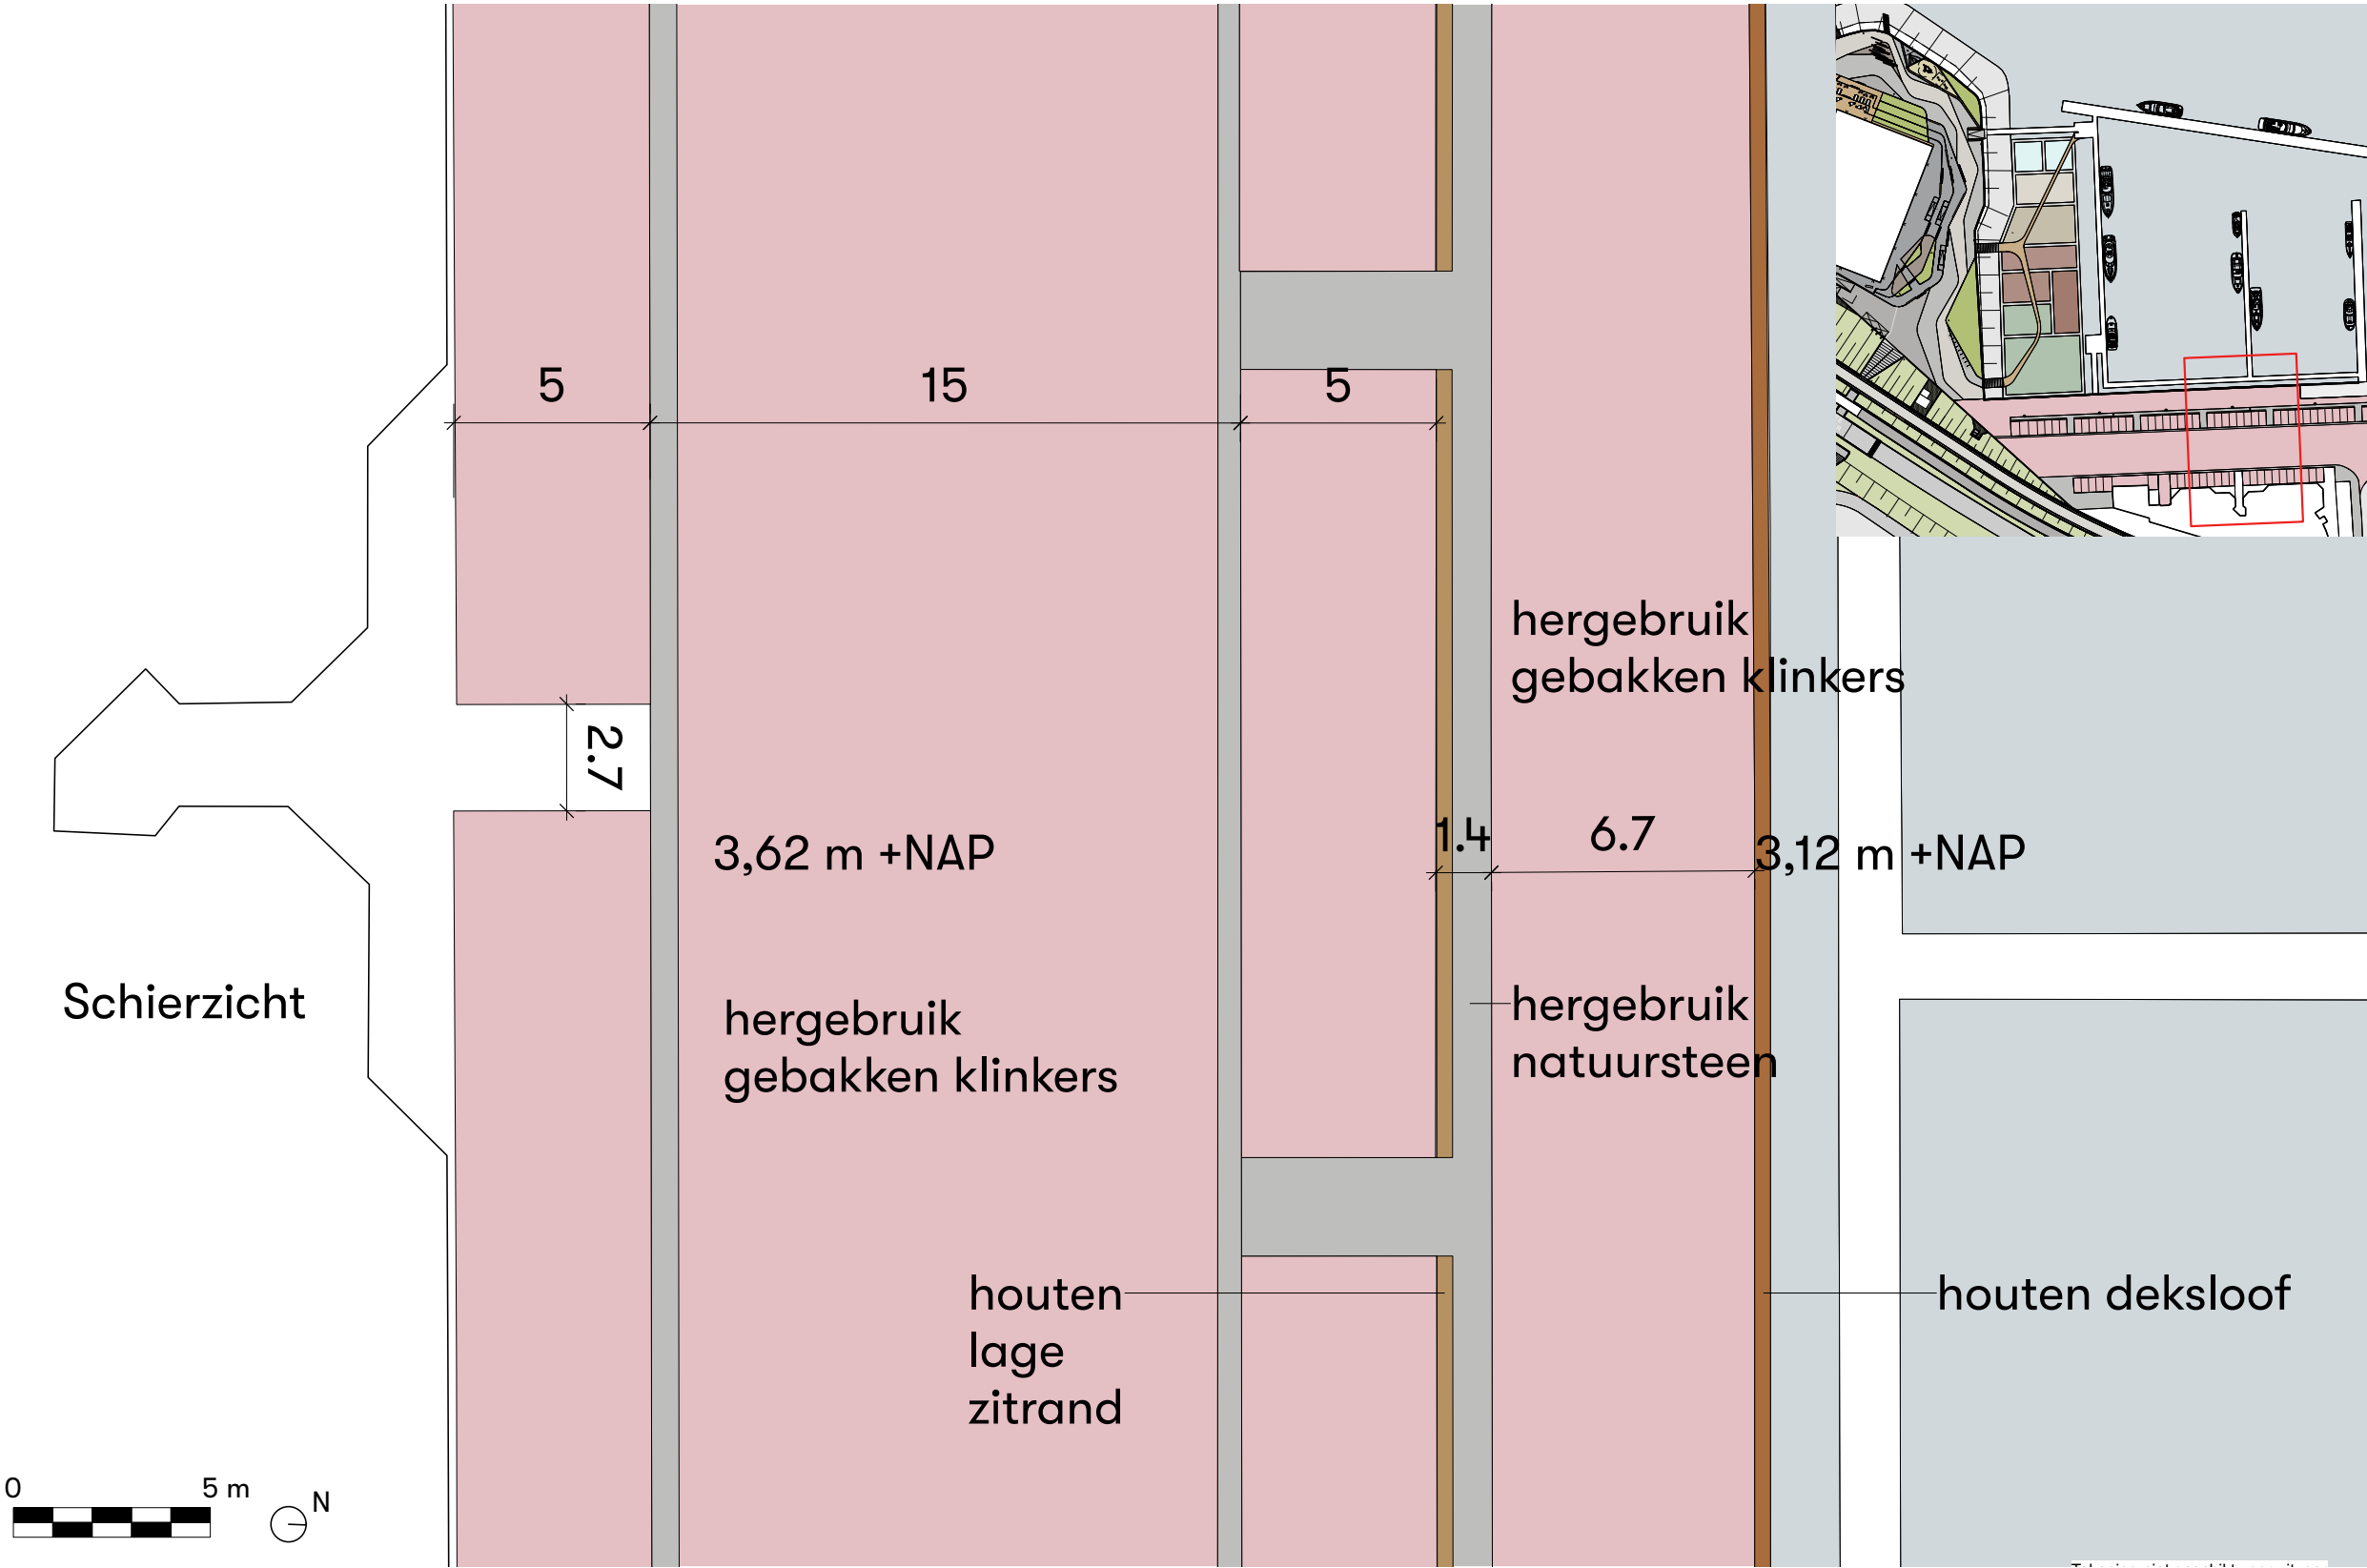 5
15
5
2.7
hergebruik
gebakken klinkers
1.4
6.7
3,62 m +NAP
3,12 m +NAP
Schierzicht
hergebruik
gebakken klinkers
hergebruik
natuursteen
houten
lage
zitrand
houten deksloof
0
5 m
N